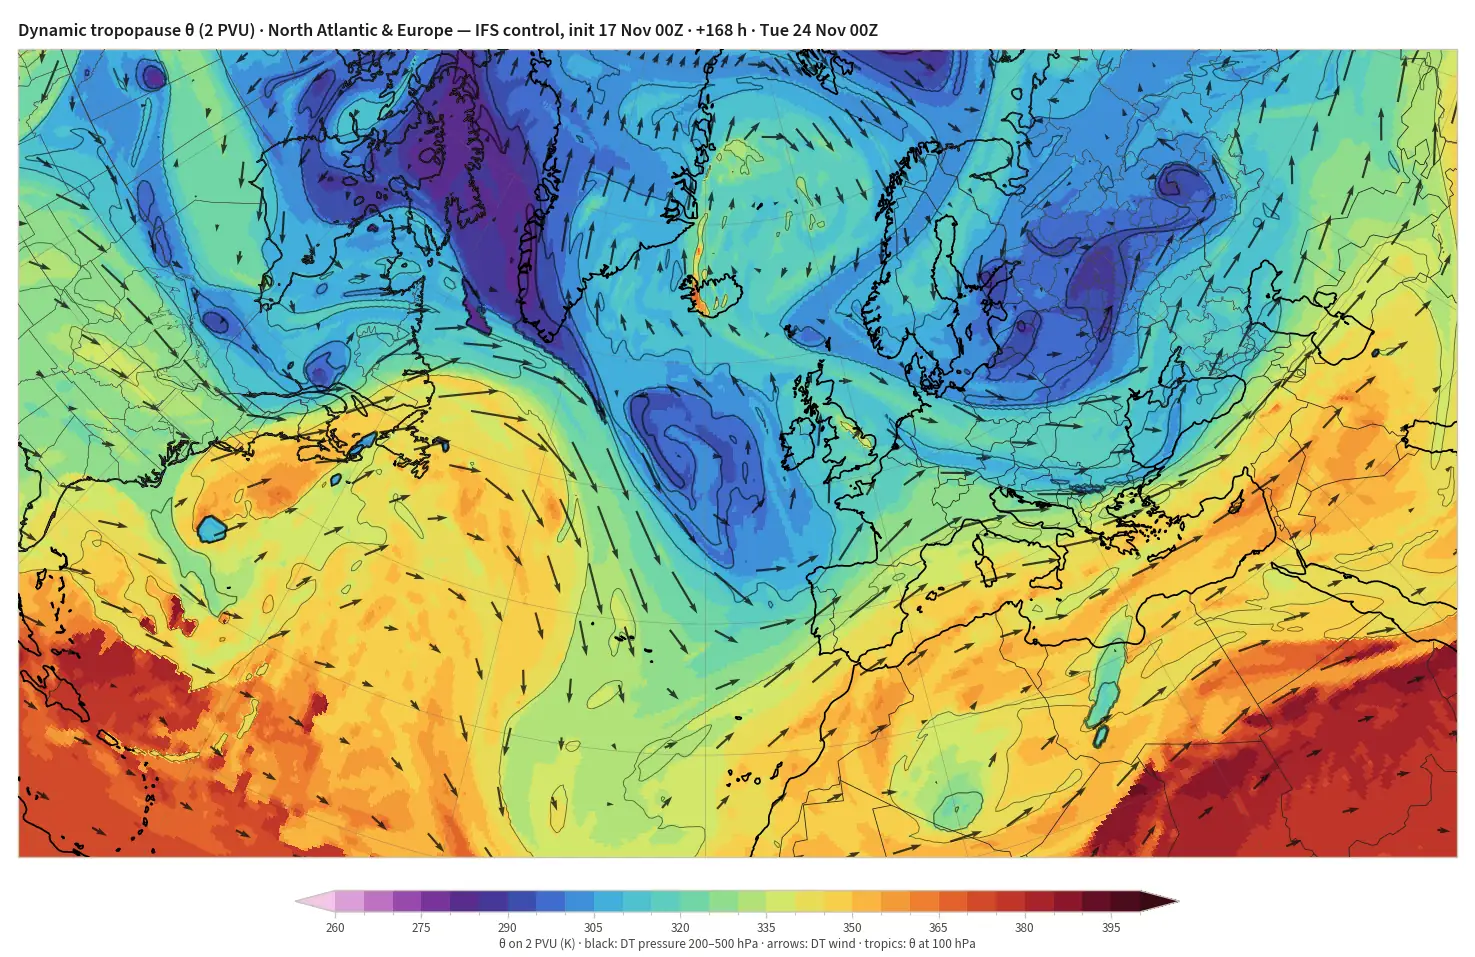 Dynamic tropopause θ (2 PVU) · North Atlantic & Europe — IFS control, init 17 Nov 00Z · +168 h · Tue 24 Nov 00Z
260 275 290 305 320 335 350 365 380 395
θ on 2 PVU (K) · black: DT pressure 200–500 hPa · arrows: DT wind · tropics: θ at 100 hPa